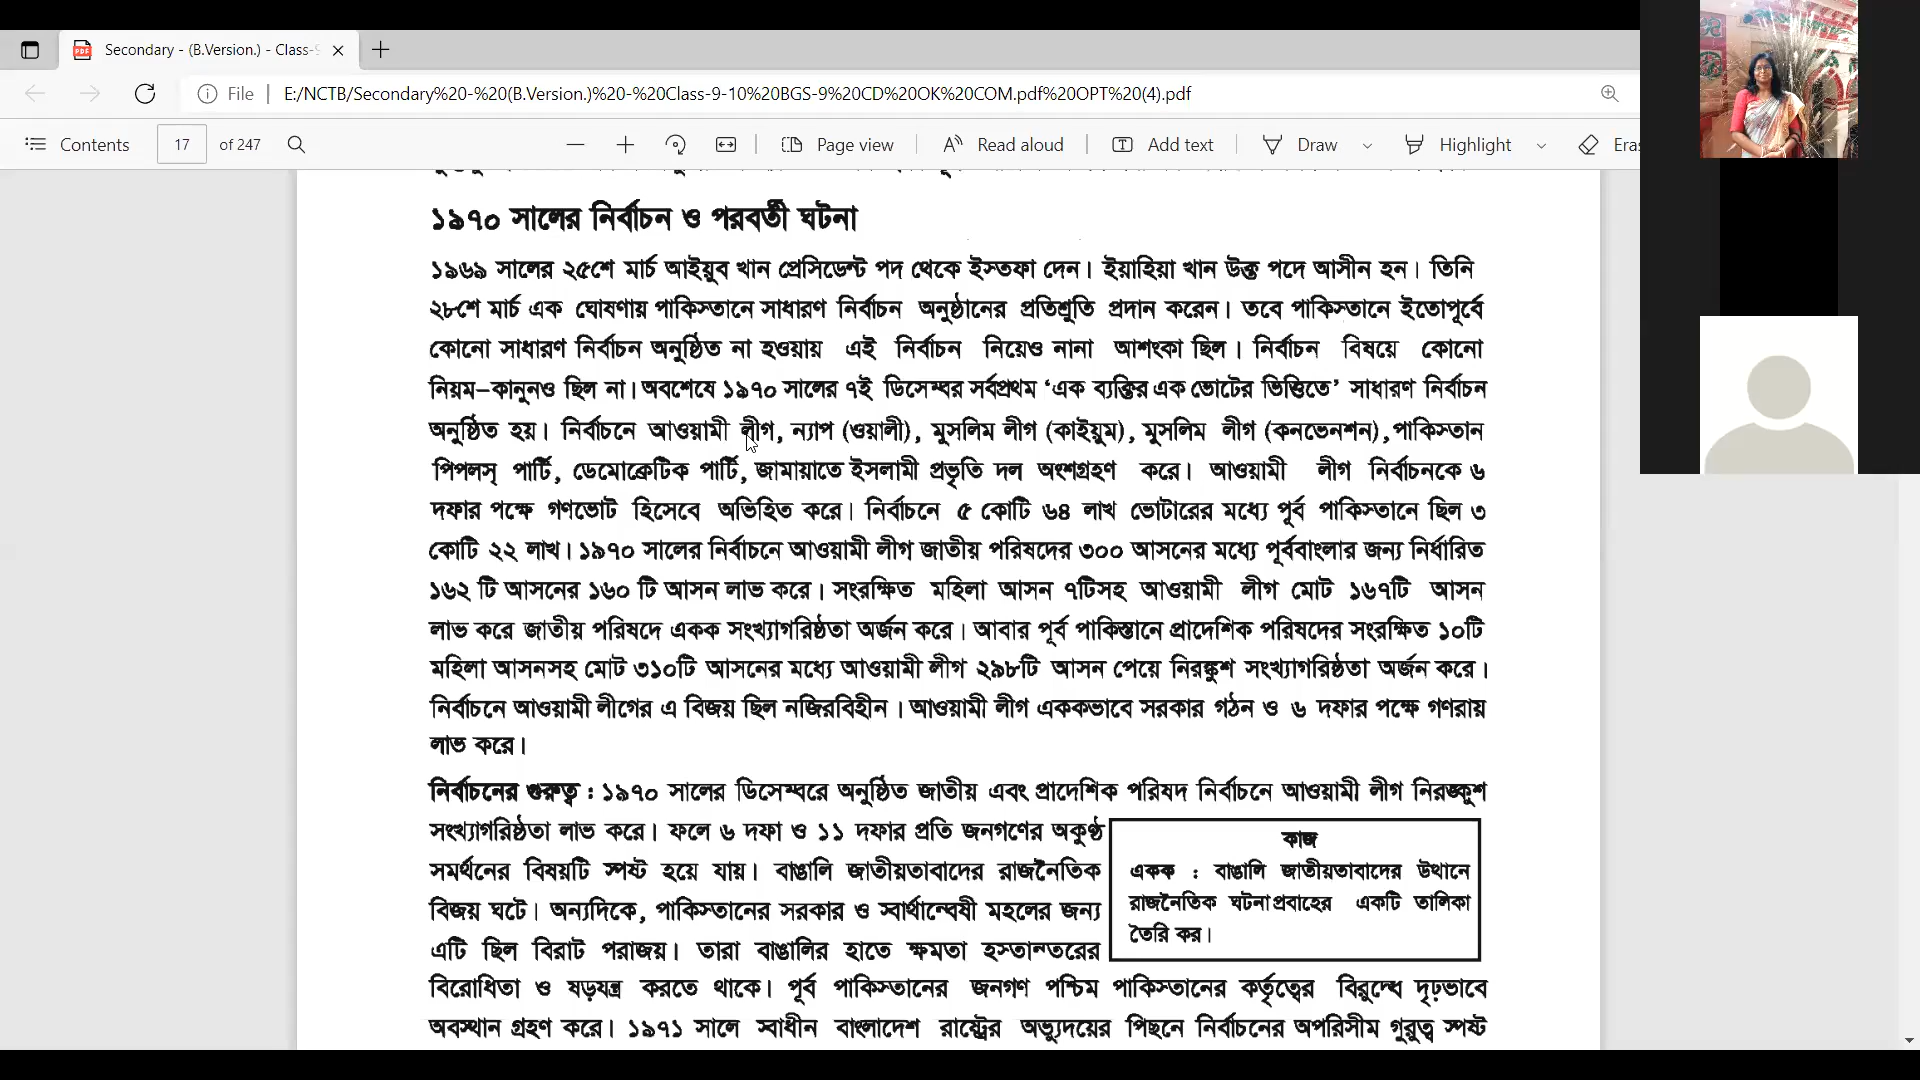 Secondary - (B.Version.) - Class-9
File
E:/NCTB/Secondary%20-%20(B.Version.)%20-%20Class-9-10%20BGS-9%20CD%20OK%20COM.pdf%20OPT%20(4).pdf
Contents 17 of 247 Page view Read aloud Add text Draw Highlight Eras
১৯৭০ সালের নির্বাচন ও পরবর্তী ঘটনা
১৯৬৯ সালের ২৫শে মার্চ আইয়ুব খান প্রেসিডেন্ট পদ থেকে ইস্তফা দেন। ইয়াহিয়া খান উক্ত পদে আসীন হন। তিনি
২৮শে মার্চ এক ঘোষণায় পাকিস্তানে সাধারণ নির্বাচন অনুষ্ঠানের প্রতিশ্রুতি প্রদান করেন। তবে পাকিস্তানে ইতোপূর্বে
কোনো সাধারণ নির্বাচন অনুষ্ঠিত না হওয়ায় এই নির্বাচন নিয়েও নানা আশংকা ছিল। নির্বাচন বিষয়ে কোনো
নিয়ম-কানুনও ছিল না। অবশেষে ১৯৭০ সালের ৭ই ডিসেম্বর সর্বপ্রথম ‘এক ব্যক্তির এক ভোটের ভিত্তিতে’ সাধারণ নির্বাচন
অনুষ্ঠিত হয়। নির্বাচনে আওয়ামী লীগ, ন্যাপ (ওয়ালী), মুসলিম লীগ (কাইয়ুম), মুসলিম লীগ (কনভেনশন), পাকিস্তান
পিপলস্ পার্টি, ডেমোক্রেটিক পার্টি, জামায়াতে ইসলামী প্রভৃতি দল অংশগ্রহণ করে। আওয়ামী লীগ নির্বাচনকে ৬
দফার পক্ষে গণভোট হিসেবে অভিহিত করে। নির্বাচনে ৫ কোটি ৬৪ লাখ ভোটারের মধ্যে পূর্ব পাকিস্তানে ছিল ৩
কোটি ২২ লাখ। ১৯৭০ সালের নির্বাচনে আওয়ামী লীগ জাতীয় পরিষদের ৩০০ আসনের মধ্যে পূর্ববাংলার জন্য নির্ধারিত
১৬২ টি আসনের ১৬০ টি আসন লাভ করে। সংরক্ষিত মহিলা আসন ৭টিসহ আওয়ামী লীগ মোট ১৬৭টি আসন
লাভ করে জাতীয় পরিষদে একক সংখ্যাগরিষ্ঠতা অর্জন করে। আবার পূর্ব পাকিস্তানে প্রাদেশিক পরিষদের সংরক্ষিত ১০টি
মহিলা আসনসহ মোট ৩১০টি আসনের মধ্যে আওয়ামী লীগ ২৯৮টি আসন পেয়ে নিরঙ্কুশ সংখ্যাগরিষ্ঠতা অর্জন করে।
নির্বাচনে আওয়ামী লীগের এ বিজয় ছিল নজিরবিহীন। আওয়ামী লীগ এককভাবে সরকার গঠন ও ৬ দফার পক্ষে গণরায়
লাভ করে।
নির্বাচনের গুরুত্ব : ১৯৭০ সালের ডিসেম্বরে অনুষ্ঠিত জাতীয় এবং প্রাদেশিক পরিষদ নির্বাচনে আওয়ামী লীগ নিরঙ্কুশ
সংখ্যাগরিষ্ঠতা লাভ করে। ফলে ৬ দফা ও ১১ দফার প্রতি জনগণের অকুণ্ঠ
সমর্থনের বিষয়টি স্পষ্ট হয়ে যায়। বাঙালি জাতীয়তাবাদের রাজনৈতিক
বিজয় ঘটে। অন্যদিকে, পাকিস্তানের সরকার ও স্বার্থান্বেষী মহলের জন্য
এটি ছিল বিরাট পরাজয়। তারা বাঙালির হাতে ক্ষমতা হস্তান্তরের
কাজ
একক : বাঙালি জাতীয়তাবাদের উত্থানে
রাজনৈতিক ঘটনাপ্রবাহের একটি তালিকা
তৈরি কর।
বিরোধিতা ও ষড়যন্ত্র করতে থাকে। পূর্ব পাকিস্তানের জনগণ পশ্চিম পাকিস্তানের কর্তৃত্বের বিরুদ্ধে দৃঢ়ভাবে
অবস্থান গ্রহণ করে। ১৯৭১ সালে স্বাধীন বাংলাদেশ রাষ্ট্রের অভ্যুদয়ের পিছনে নির্বাচনের অপরিসীম গুরুত্ব স্পষ্ট